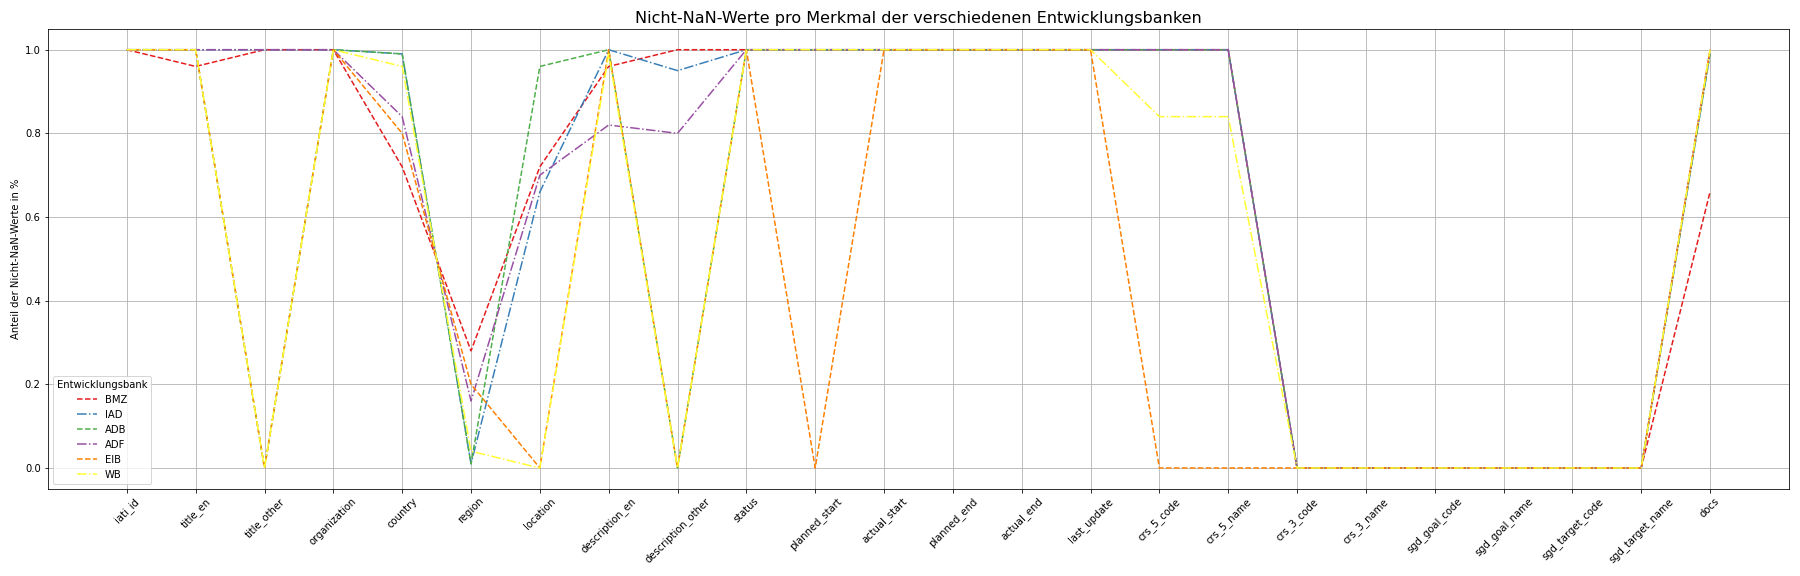 Nicht-NaN-Werte pro Merkmal der verschiedenen Entwicklungsbanken
Anteil der Nicht-NaN-Werte in %
1.0
0.8
0.6
0.4
0.2
0.0
Entwicklungsbank
BMZ
IAD
ADB
ADF
EIB
WB
iati_id
title_en
title_other
organization
country
region
location
description_en
description_other
status
planned_start
actual_start
planned_end
actual_end
last_update
crs_5_code
crs_5_name
crs_3_code
crs_3_name
sgd_goal_code
sgd_goal_name
sgd_target_code
sgd_target_name
docs